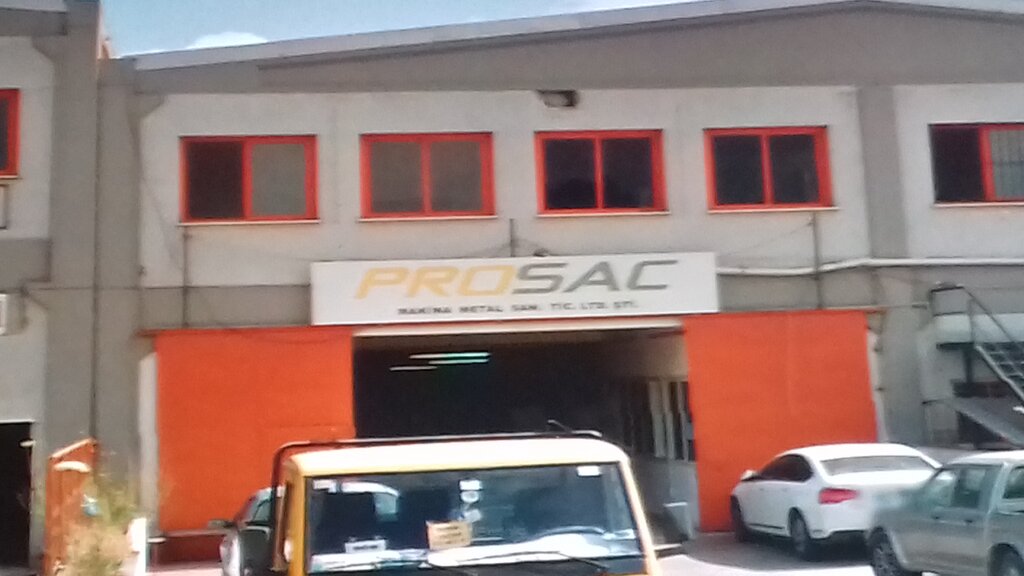 PROSAC
MAKİNA METAL SAN. TİC. LTD. ŞTİ.